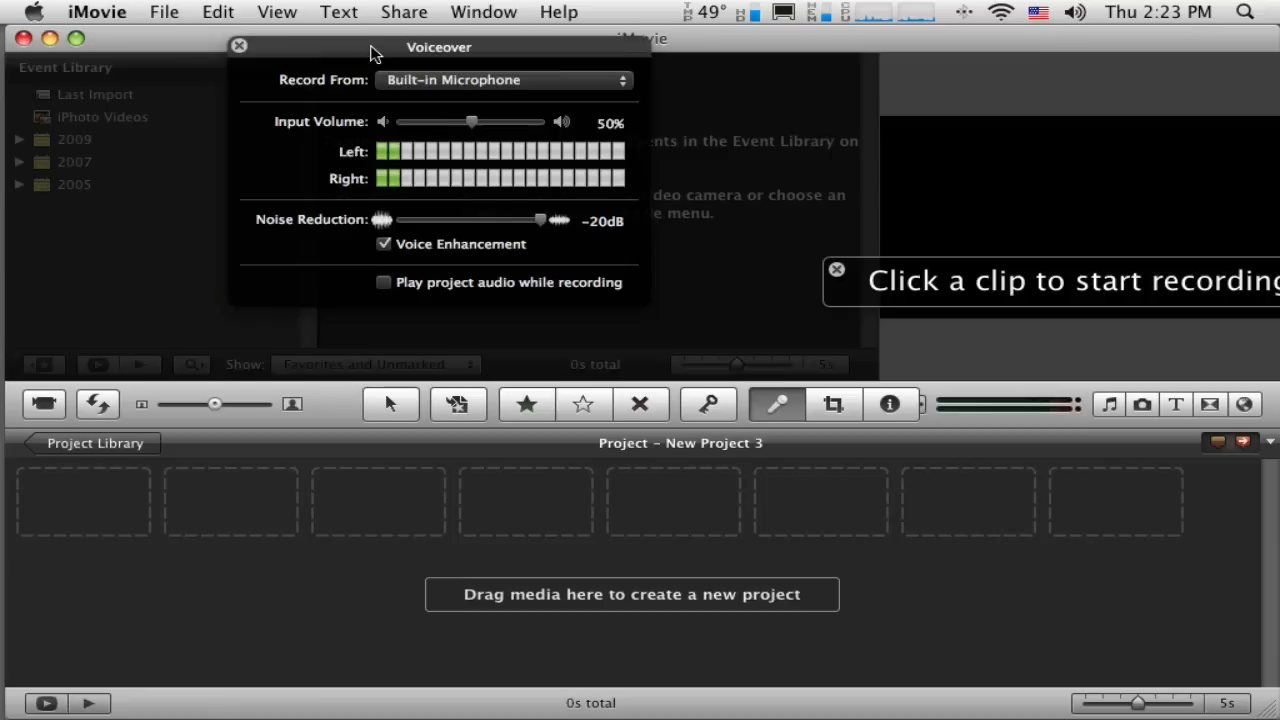 iMovie File Edit View Text Share Window Help 49° Thu 2:23 PM
Voiceover
Event Library
Record From: Built-in Microphone
Last Import
iPhoto Videos
Input Volume: 50%
2009
Left:
ents in the Event Library on
2007
Right:
2005
deo camera or choose an
e menu.
Noise Reduction: -20dB
Voice Enhancement
Play project audio while recording
Click a clip to start recording
Show: Favorites and Unmarked 0s total 5s
Project Library
Project - New Project 3
Drag media here to create a new project
0s total
5s